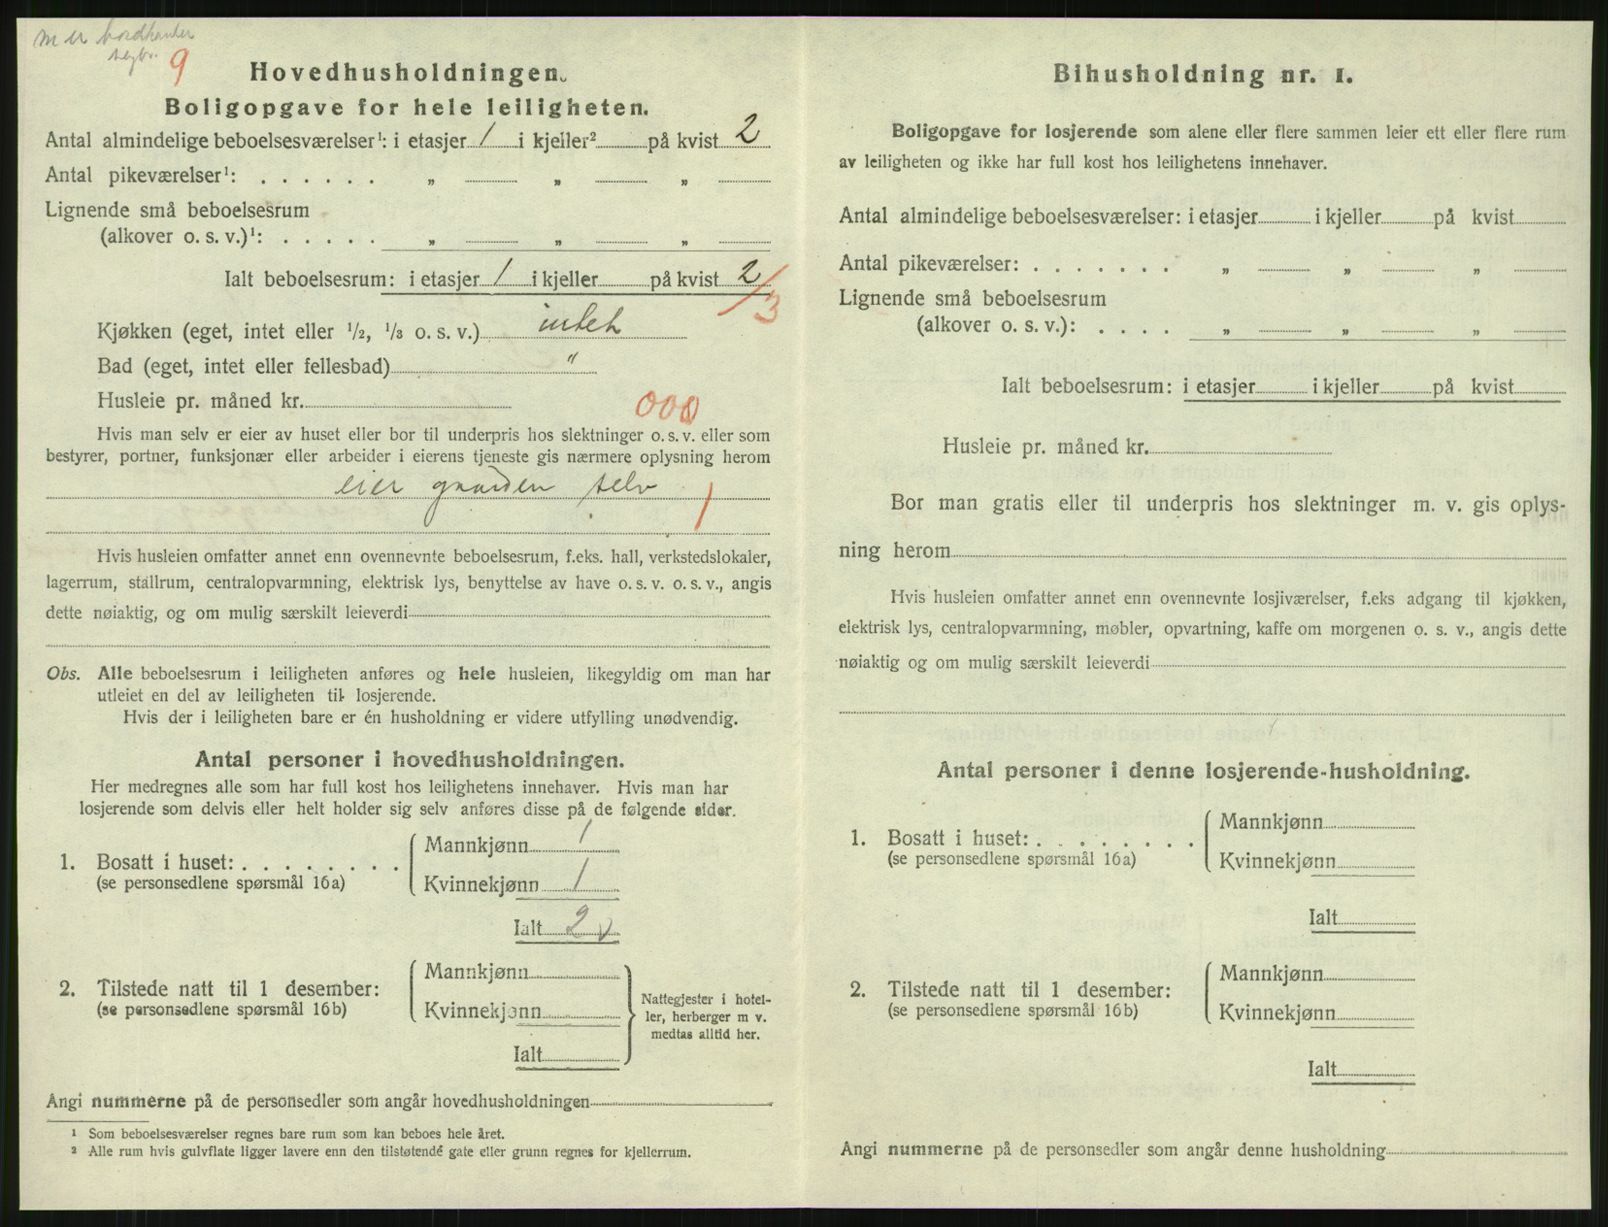 m er
9
Hovedhusholdningen.
Boligopgave for hele leiligheten.
Antal almindelige beboelsesværelser¹: i etasjer 1 i kjeller² på kvist 2
Antal pikeværelser¹: . . . . . . „ „ „
Lignende små beboelsesrum
(alkover o. s. v.)¹: . . . . . „ „ „
Ialt beboelsesrum: i etasjer 1 i kjeller på kvist 2
/3
Kjøkken (eget, intet eller ½, ⅓ o. s. v.) intet
Bad (eget, intet eller fellesbad) "
Husleie pr. måned kr. 000
Hvis man selv er eier av huset eller bor til underpris hos slektninger o. s. v. eller som
bestyrer, portner, funksjonær eller arbeider i eierens tjeneste gis nærmere oplysning herom
eier gaarden selv
1
Hvis husleien omfatter annet enn ovennevnte beboelsesrum, f.eks. hall, verkstedslokaler,
lagerrum, stallrum, centralopvarmning, elektrisk lys, benyttelse av have o. s. v. o. s. v., angis
dette nøiaktig, og om mulig særskilt leieverdi
Obs. Alle beboelsesrum i leiligheten anføres og hele husleien, likegyldig om man har
utleiet en del av leiligheten til losjerende.
Hvis der i leiligheten bare er én husholdning er videre utfylling unødvendig.
Antal personer i hovedhusholdningen.
Her medregnes alle som har full kost hos leilighetens innehaver. Hvis man har
losjerende som delvis eller helt holder sig selv anføres disse på de følgende sider.
1. Bosatt i huset: . . . . . . . .
(se personsedlene spørsmål 16a)
Mannkjønn 1
Kvinnekjønn 1
Ialt 2
2. Tilstede natt til 1 desember:
(se personsedlene spørsmål 16b)
Mannkjønn
Kvinnekjønn
Ialt
Nattegjester i hotel-
ler, herberger m v.
medtas alltid her.
Angi nummerne på de personsedler som angår hovedhusholdningen
¹ Som beboelsesværelser regnes bare rum som kan beboes hele året.
² Alle rum hvis gulvflate ligger lavere enn den tilstøtende gate eller grunn regnes for kjellerrum.
Bihusholdning nr. 1.
Boligopgave for losjerende som alene eller flere sammen leier ett eller flere rum
av leiligheten og ikke har full kost hos leilighetens innehaver.
Antal almindelige beboelsesværelser: i etasjer i kjeller på kvist
Antal pikeværelser: . . . . . . . „ „ „
Lignende små beboelsesrum
(alkover o. s. v.): . . . . „ „ „
Ialt beboelsesrum: i etasjer i kjeller på kvist
Husleie pr. måned kr.
Bor man gratis eller til underpris hos slektninger m. v. gis oplys-
ning herom
Hvis husleien omfatter annet enn ovennevnte losjiværelser, f.eks adgang til kjøkken,
elektrisk lys, centralopvarmning, møbler, opvartning, kaffe om morgenen o. s. v., angis dette
nøiaktig og om mulig særskilt leieverdi
Antal personer i denne losjerende-husholdning.
1. Bosatt i huset: . . . . . . . .
(se personsedlene spørsmål 16a)
Mannkjønn
Kvinnekjønn
Ialt
2. Tilstede natt til 1 desember:
(se personsedlene spørsmål 16b)
Mannkjønn
Kvinnekjønn
Ialt
Angi nummerne på de personsedler som angår denne husholdning